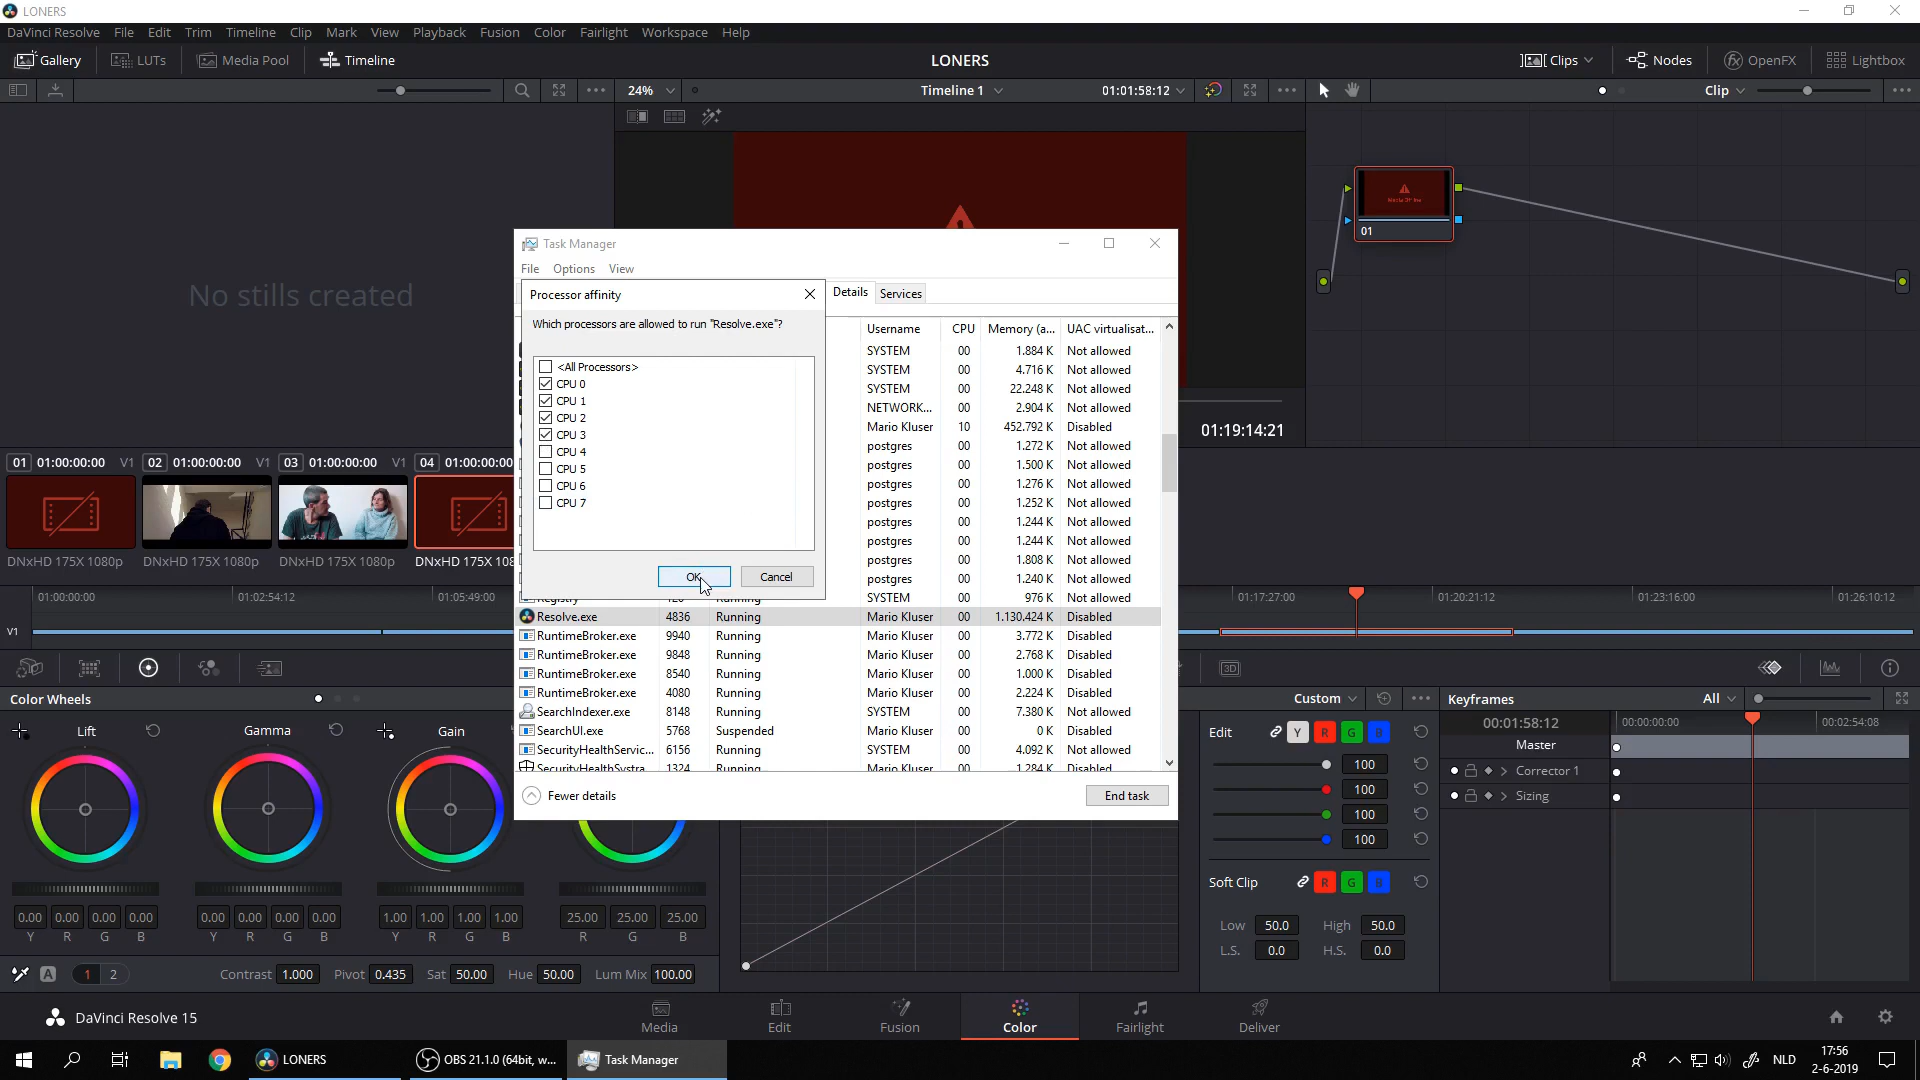 LONERS
DaVinci Resolve File Edit Trim Timeline Clip Mark View Playback Fusion Color Fairlight Workspace Help
Gallery LUTs Media Pool Timeline LONERS Clips Nodes OpenFX Lightbox
24% Timeline 1 01:01:58:12 Clip
No stills created
01
01:19:14:21
01 01:00:00:00 V1 02 01:00:00:00 V1 03 01:00:00:00 V1 04 01:00:00:00
DNxHD 175X 1080p DNxHD 175X 1080p DNxHD 175X 1080p DNxHD 175X 108
Task Manager
File Options View
Details Services
Processor affinity
Which processors are allowed to run "Resolve.exe"?
<All Processors>
CPU 0
CPU 1
CPU 2
CPU 3
CPU 4
CPU 5
CPU 6
CPU 7
OK Cancel
Username CPU Memory (a... UAC virtualisat...
SYSTEM 00 1.884 K Not allowed
SYSTEM 00 4.716 K Not allowed
SYSTEM 00 22.248 K Not allowed
NETWORK... 00 2.904 K Not allowed
Mario Kluser 10 452.792 K Disabled
postgres 00 1.272 K Not allowed
postgres 00 1.500 K Not allowed
postgres 00 1.276 K Not allowed
postgres 00 1.252 K Not allowed
postgres 00 1.244 K Not allowed
postgres 00 1.244 K Not allowed
postgres 00 1.808 K Not allowed
postgres 00 1.240 K Not allowed
Registry Running SYSTEM 00 976 K Not allowed
Resolve.exe 4836 Running Mario Kluser 00 1.130.424 K Disabled
RuntimeBroker.exe 9940 Running Mario Kluser 00 3.772 K Disabled
RuntimeBroker.exe 9848 Running Mario Kluser 00 2.768 K Disabled
RuntimeBroker.exe 8540 Running Mario Kluser 00 1.000 K Disabled
RuntimeBroker.exe 4080 Running Mario Kluser 00 2.224 K Disabled
SearchIndexer.exe 8148 Running SYSTEM 00 7.380 K Not allowed
SearchUI.exe 5768 Suspended Mario Kluser 00 0 K Disabled
SecurityHealthServic... 6156 Running SYSTEM 00 4.092 K Not allowed
SecurityHealthSystra... 1324 Running Mario Kluser 00 1.284 K Disabled
Fewer details End task
01:00:00:00 01:02:54:12 01:05:49:00 01:17:27:00 01:20:21:12 01:23:16:00 01:26:10:12
V1
3D
Color Wheels Custom Keyframes All
Lift Gamma Gain
0.00 0.00 0.00 0.00 0.00 0.00 0.00 0.00 1.00 1.00 1.00 1.00 25.00 25.00 25.00
Y R G B Y R G B Y R G B R G B
A 1 2 Contrast 1.000 Pivot 0.435 Sat 50.00 Hue 50.00 Lum Mix 100.00
Edit Y R G B
100
100
100
100
Soft Clip R G B
Low 50.0 High 50.0
L.S. 0.0 H.S. 0.0
00:01:58:12 00:00:00:00 00:02:54:08
Master
Corrector 1
Sizing
DaVinci Resolve 15 Media Edit Fusion Color Fairlight Deliver
LONERS OBS 21.1.0 (64bit, w... Task Manager NLD 17:56
2-6-2019